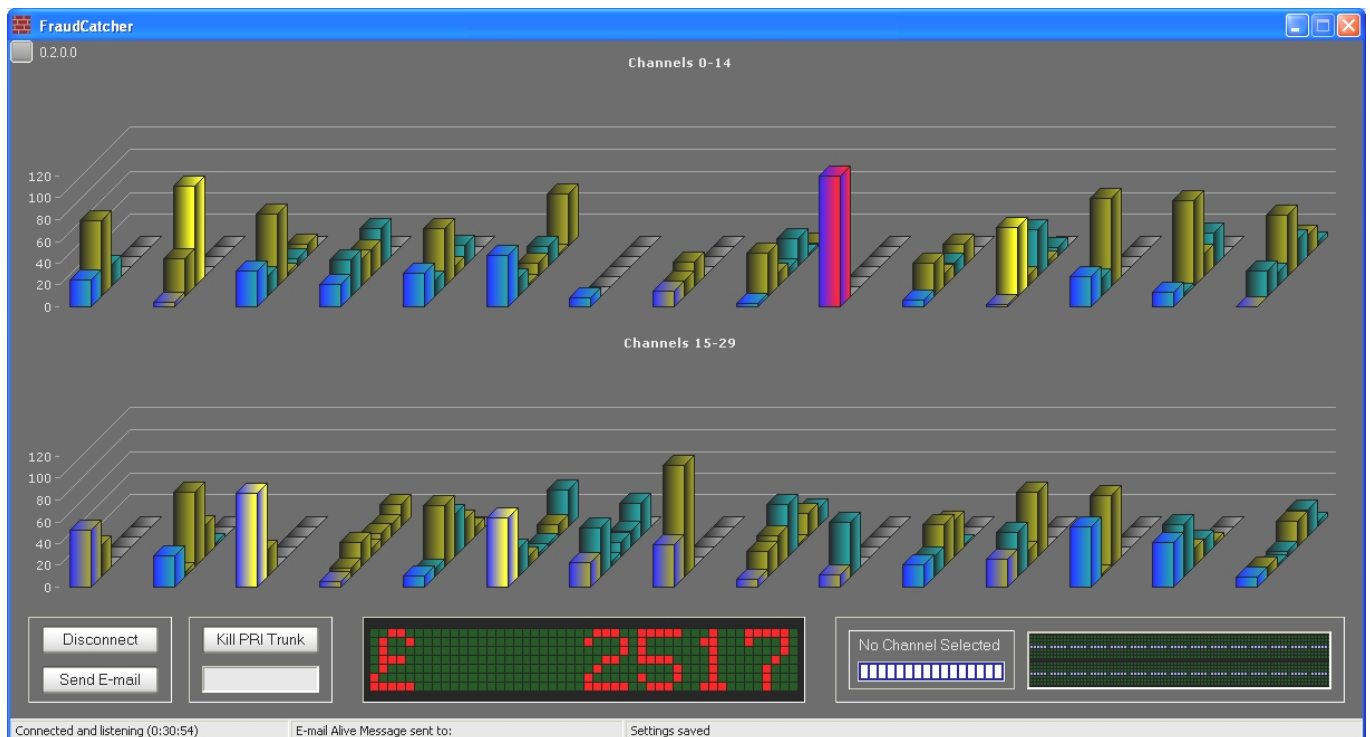 FraudCatcher
0.2.0.0
Channels 0-14
120
100
80
60
40
20
0
Channels 15-29
120
100
80
60
40
20
0
Disconnect
Send E-mail
Kill PRI Trunk
E 2517
No Channel Selected
Connected and listening (0:30:54)
E-mail Alive Message sent to:
Settings saved